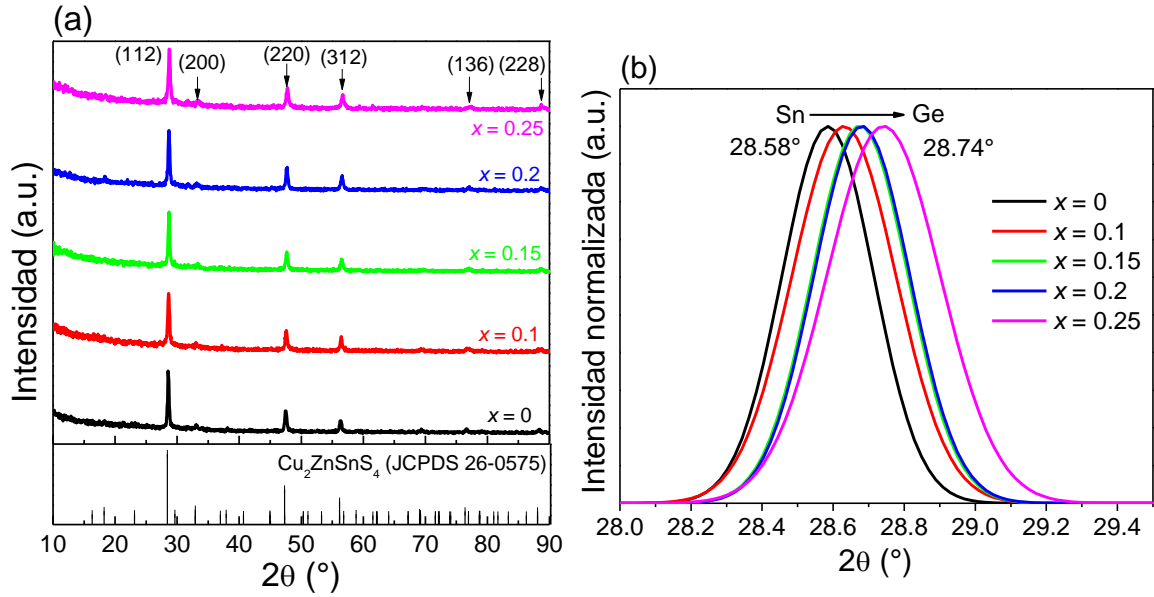 (a)
(112)
(200)
(220)
(312)
(136)
(228)
x = 0.25
x = 0.2
x = 0.15
x = 0.1
x = 0
Intensidad (a.u.)
Cu2ZnSnS4 (JCPDS 26-0575)
10 20 30 40 50 60 70 80 90
2θ (°)
(b)
Sn Ge
28.58° 28.74°
x = 0
x = 0.1
x = 0.15
x = 0.2
x = 0.25
Intensidad normalizada (a.u.)
28.0 28.2 28.4 28.6 28.8 29.0 29.2 29.4
2θ (°)